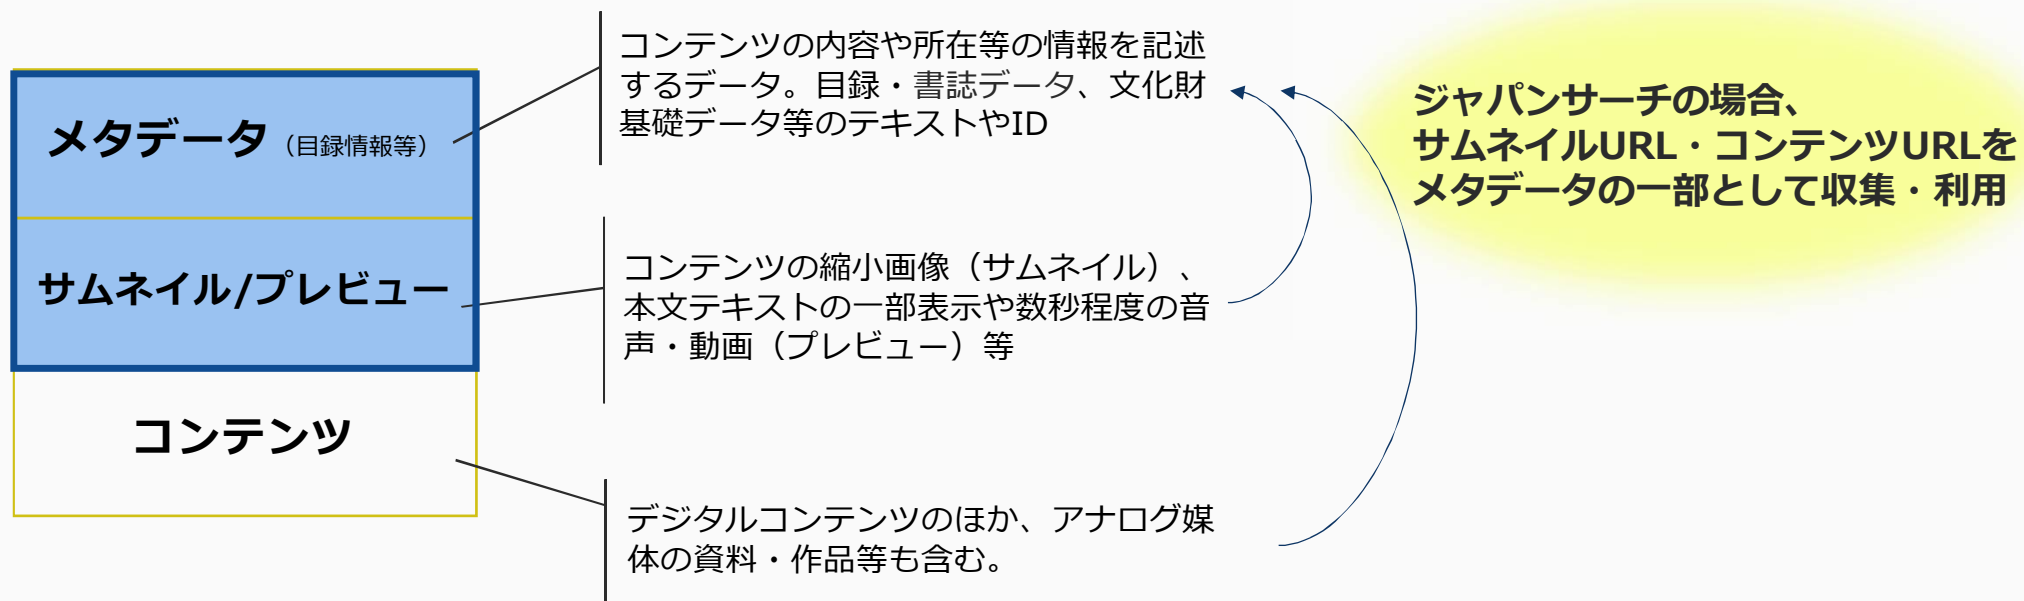 メタデータ（目録情報等）
コンテンツの内容や所在等の情報を記述
するデータ。目録・書誌データ、文化財
基礎データ等のテキストやID
サムネイル/プレビュー
コンテンツの縮小画像（サムネイル）、
本文テキストの一部表示や数秒程度の音
声・動画（プレビュー）等
コンテンツ
デジタルコンテンツのほか、アナログ媒
体の資料・作品等も含む。
ジャパンサーチの場合、
サムネイルURL・コンテンツURLを
メタデータの一部として収集・利用